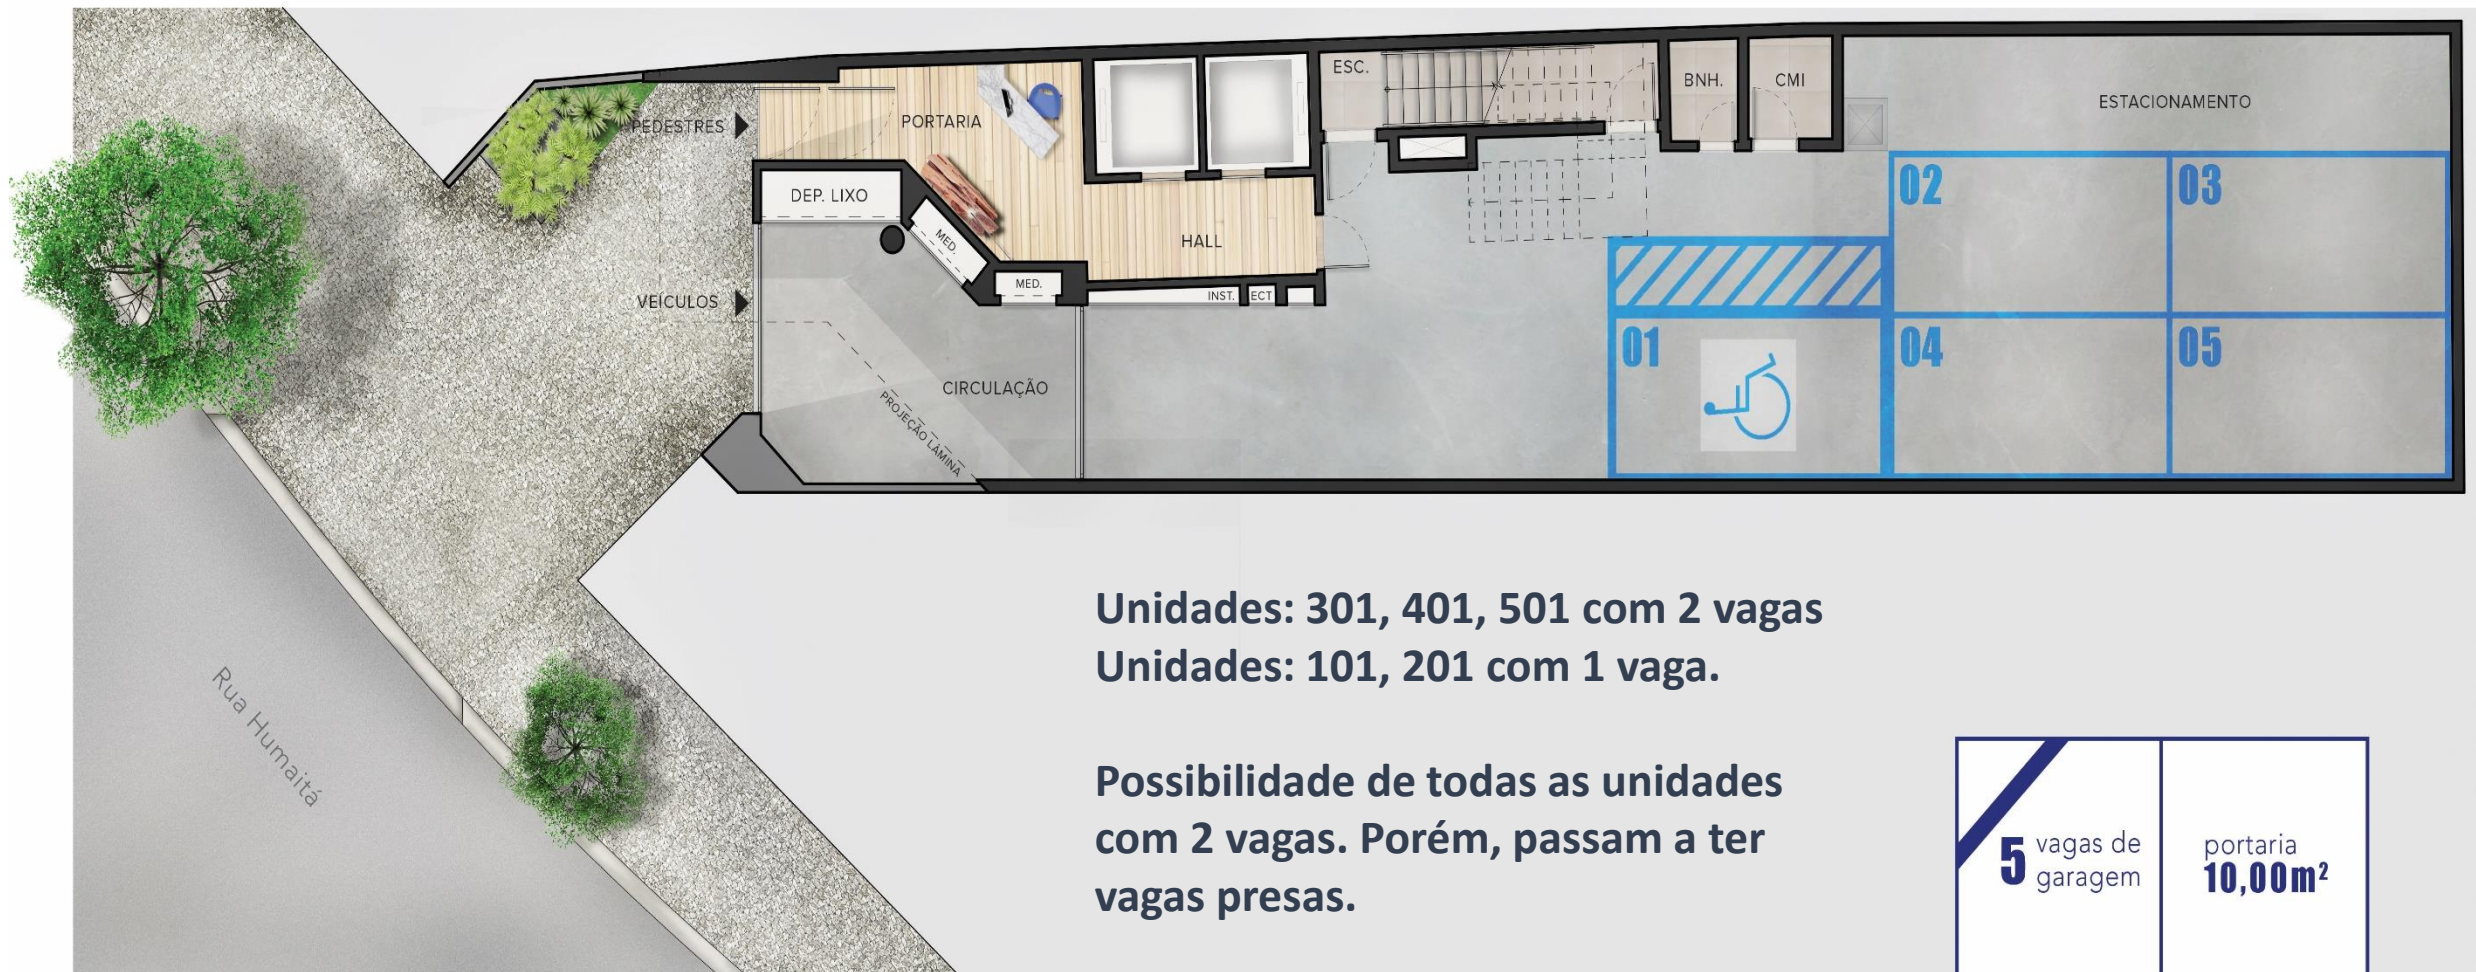 ESC.
BNH.
CMI
ESTACIONAMENTO
PEDESTRES
PORTARIA
DEP. LIXO
02
03
MED.
HALL
MED.
INST.
ECT
VEÍCULOS
01
04
05
CIRCULAÇÃO
PROJEÇÃO LÂMINA
Rua Humaitá
Unidades: 301, 401, 501 com 2 vagas
Unidades: 101, 201 com 1 vaga.
Possibilidade de todas as unidades
com 2 vagas. Porém, passam a ter
vagas presas.
5 vagas de
garagem
portaria
10,00m²